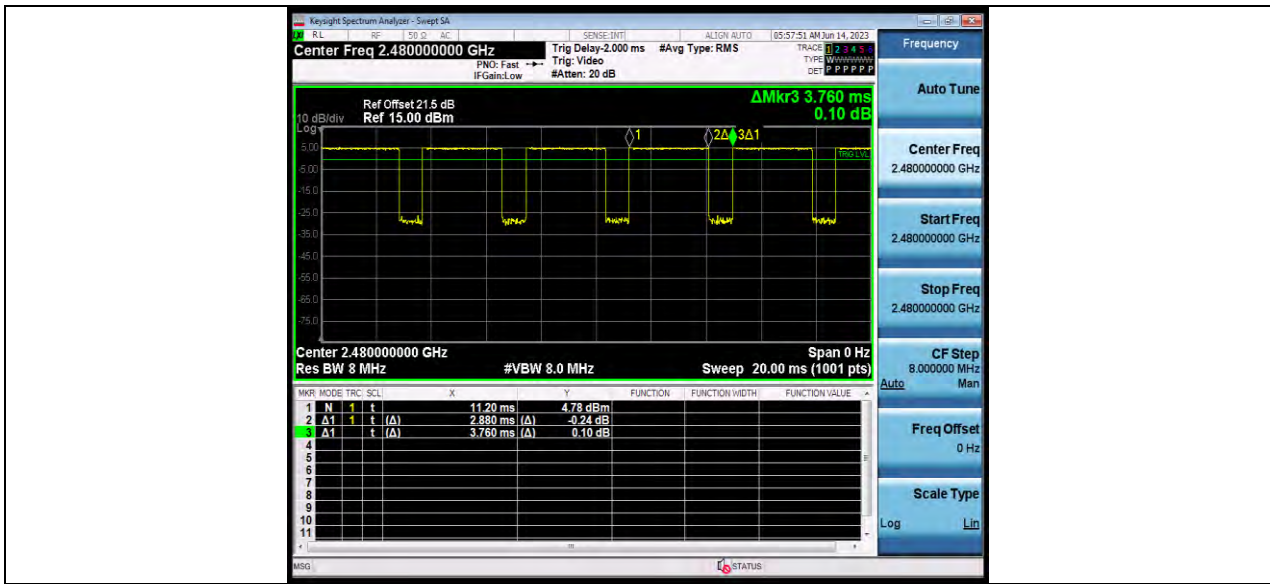 Keysight Spectrum Analyzer - Swept SA
RL RF 50 Ω AC SENSE:INT ALIGN AUTO 05:57:51 AM Jun 14, 2023
Center Freq 2.480000000 GHz Trig Delay-2.000 ms #Avg Type: RMS TRACE 1 2 3 4 5 6
PNO: Fast Trig: Video TYPE WWWWWW
IFGain:Low #Atten: 20 dB DET P P P P P P
Frequency
Auto Tune
ΔMkr3 3.760 ms
0.10 dB
Ref Offset 21.5 dB
10 dB/div Ref 15.00 dBm
Log
1 2Δ 3Δ1
TRIG LVL
5.00
-5.00
-15.0
-25.0
-35.0
-45.0
-55.0
-65.0
-75.0
Center 2.480000000 GHz Span 0 Hz
Res BW 8 MHz #VBW 8.0 MHz Sweep 20.00 ms (1001 pts)
MKR MODE TRC SCL X Y FUNCTION FUNCTION WIDTH FUNCTION VALUE
1 N 1 t 11.20 ms 4.78 dBm
2 Δ1 1 t (Δ) 2.880 ms (Δ) -0.24 dB
3 Δ1 t (Δ) 3.760 ms (Δ) 0.10 dB
4
5
6
7
8
9
10
11
Center Freq
2.480000000 GHz
Start Freq
2.480000000 GHz
Stop Freq
2.480000000 GHz
CF Step
8.000000 MHz
Auto Man
Freq Offset
0 Hz
Scale Type
Log Lin
MSG STATUS